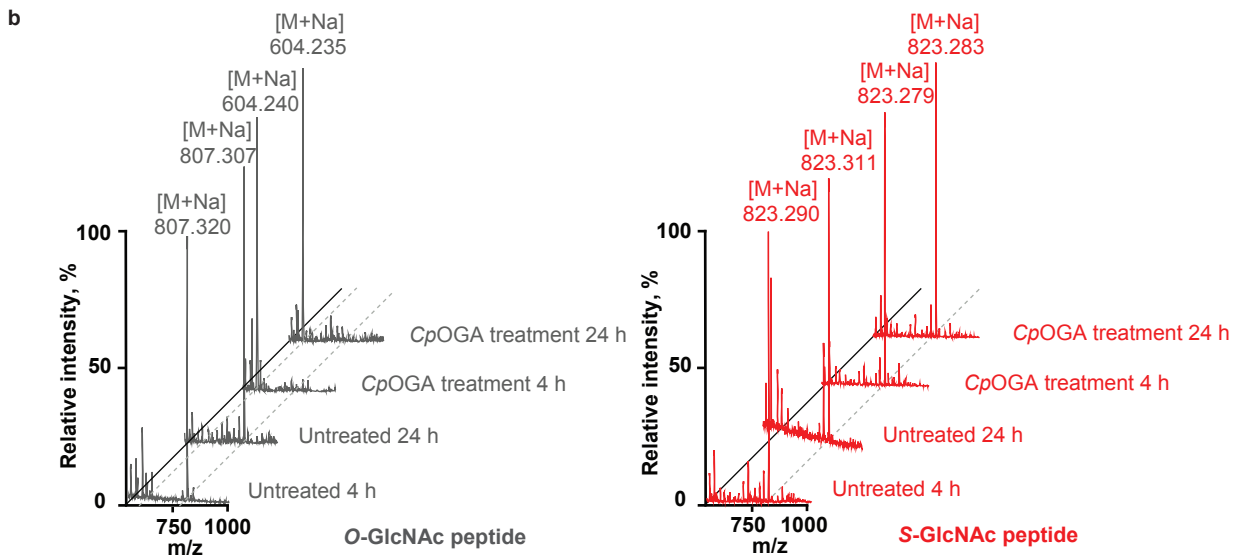 b
[M+Na]
604.235
[M+Na]
604.240
[M+Na]
807.307
[M+Na]
807.320
100
50
0
Relative intensity, %
750 1000
m/z
CpOGA treatment 24 h
CpOGA treatment 4 h
Untreated 24 h
Untreated 4 h
O-GlcNAc peptide
[M+Na]
823.283
[M+Na]
823.279
[M+Na]
823.311
[M+Na]
823.290
100
50
0
Relative intensity, %
750 1000
m/z
CpOGA treatment 24 h
CpOGA treatment 4 h
Untreated 24 h
Untreated 4 h
S-GlcNAc peptide